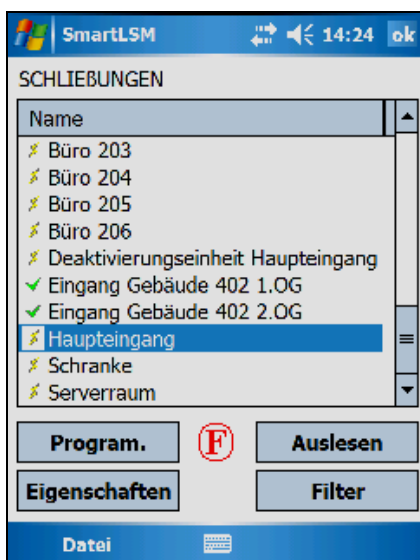 SmartLSM 14:24 ok
SCHLIEßUNGEN
Name
Büro 203
Büro 204
Büro 205
Büro 206
Deaktivierungseinheit Haupteingang
Eingang Gebäude 402 1.OG
Eingang Gebäude 402 2.OG
Haupteingang
Schranke
Serverraum
Program. F Auslesen
Eigenschaften Filter
Datei